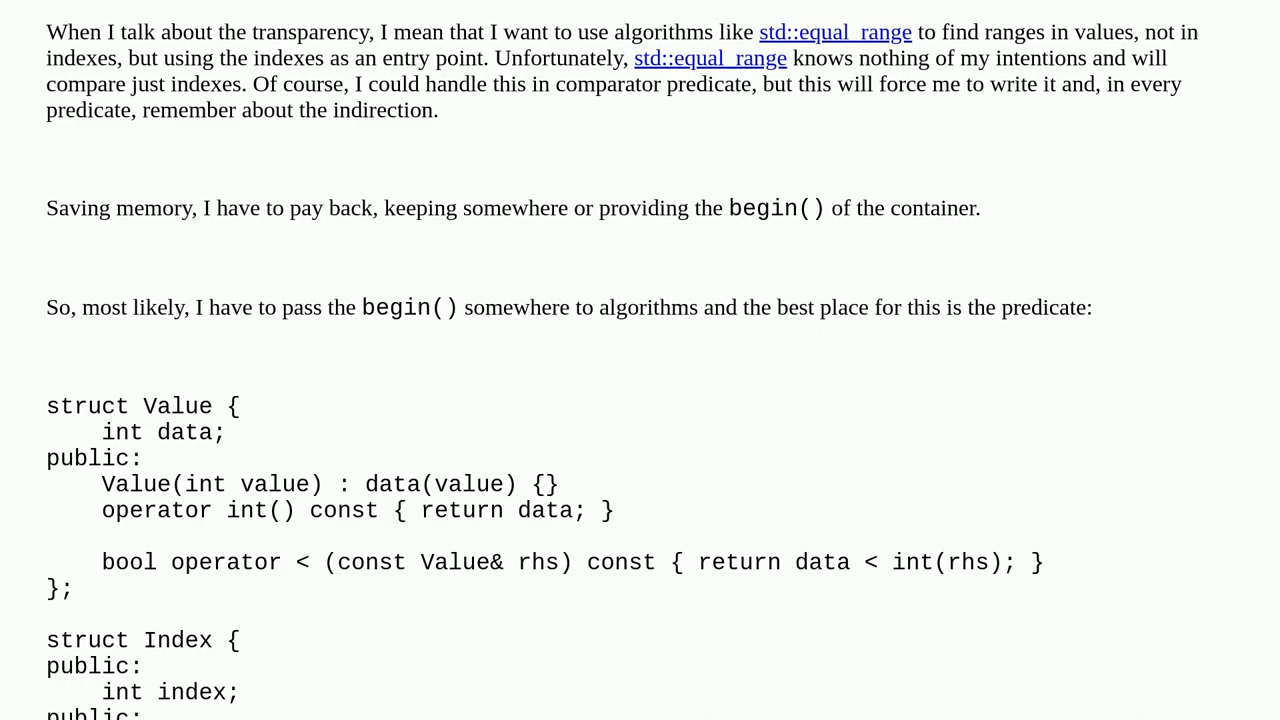 When I talk about the transparency, I mean that I want to use algorithms like std::equal_range to find ranges in values, not in
indexes, but using the indexes as an entry point. Unfortunately, std::equal_range knows nothing of my intentions and will
compare just indexes. Of course, I could handle this in comparator predicate, but this will force me to write it and, in every
predicate, remember about the indirection.
Saving memory, I have to pay back, keeping somewhere or providing the begin() of the container.
So, most likely, I have to pass the begin() somewhere to algorithms and the best place for this is the predicate:
struct Value {
    int data;
public:
    Value(int value) : data(value) {}
    operator int() const { return data; }
    bool operator < (const Value& rhs) const { return data < int(rhs); }
};
struct Index {
public:
    int index;
public: